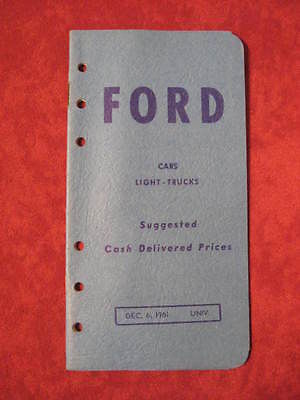 FORD
CARS
LIGHT-TRUCKS
Suggested
Cash Delivered Prices
DEC. 6, 1961 UNIV.